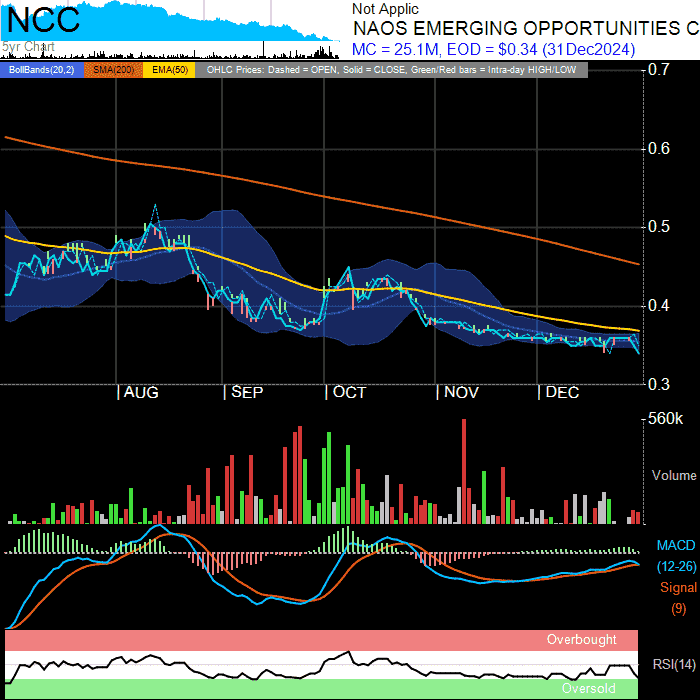 NCC
5yr Chart
Not Applic
NAOS EMERGING OPPORTUNITIES C
MC = 25.1M, EOD = $0.34 (31Dec2024)
BollBands(20,2) SMA(200) EMA(50) OHLC Prices: Dashed = OPEN, Solid = CLOSE, Green/Red bars = Intra-day HIGH/LOW
0.7
0.6
0.5
0.4
0.3
AUG SEP OCT NOV DEC
560k
Volume
MACD
(12-26)
Signal
(9)
Overbought
RSI(14)
Oversold